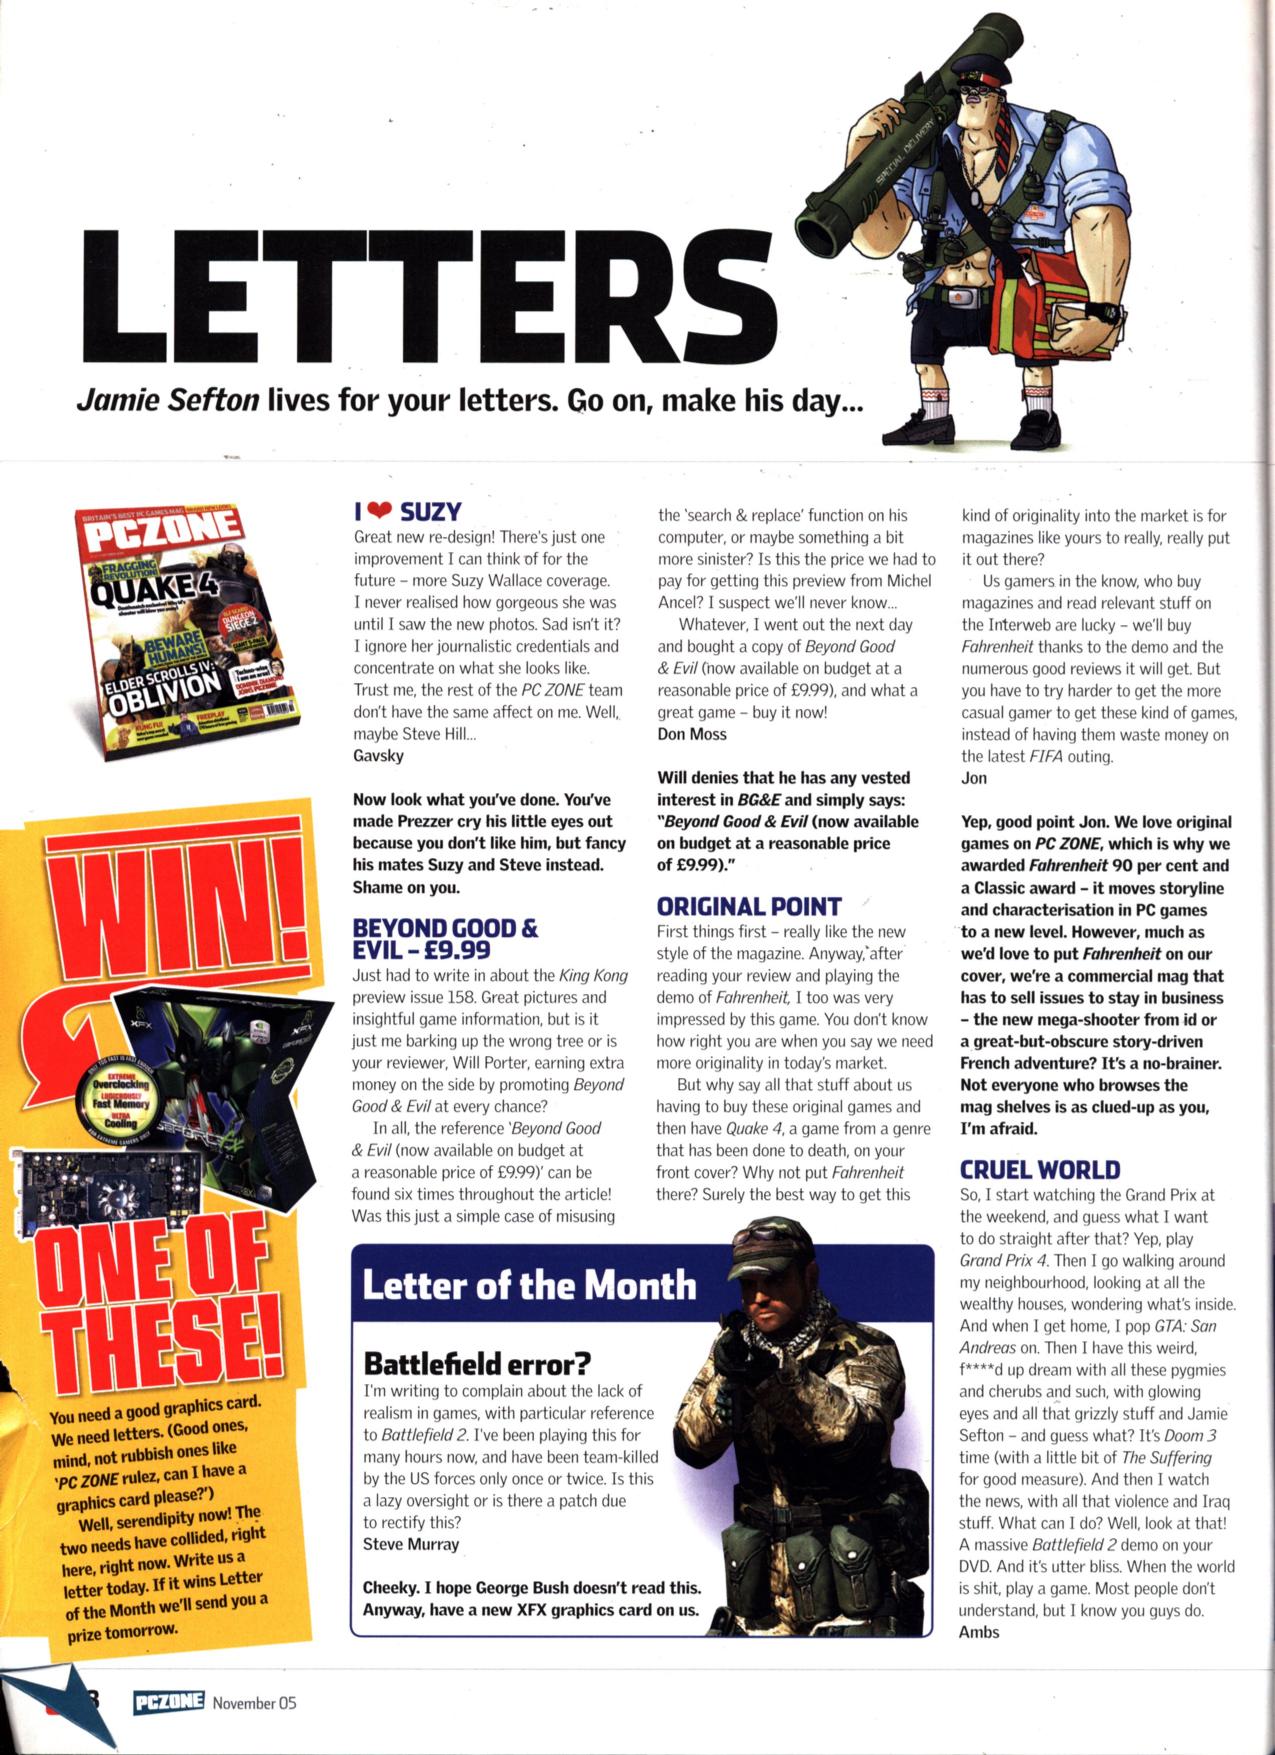 SPECIAL DELIVERY
LETTERS
Jamie Sefton lives for your letters. Go on, make his day...
BRITAIN'S BEST PC GAMES MAG
PCZONE
FRAGGING
REVOLUTION!
QUAKE 4
DUNGEON
SIEGE 2
BEWARE
HUMANS!
ELDER SCROLLS IV:
OBLIVION
KUNG FU!
FREEPLAY
WIN!
XFX
EXTREME
Overclocking
LUDICROUSLY
Fast Memory
ULTRA
Cooling
ONE OF
THESE!
You need a good graphics card.
We need letters. (Good ones,
mind, not rubbish ones like
'PC ZONE rulez, can I have a
graphics card please?')
Well, serendipity now! The
two needs have collided, right
here, right now. Write us a
letter today. If it wins Letter
of the Month we'll send you a
prize tomorrow.
I ❤ SUZY
Great new re-design! There's just one
improvement I can think of for the
future – more Suzy Wallace coverage.
I never realised how gorgeous she was
until I saw the new photos. Sad isn't it?
I ignore her journalistic credentials and
concentrate on what she looks like.
Trust me, the rest of the PC ZONE team
don't have the same affect on me. Well,
maybe Steve Hill...
Gavsky
Now look what you've done. You've
made Prezzer cry his little eyes out
because you don't like him, but fancy
his mates Suzy and Steve instead.
Shame on you.
BEYOND GOOD &
EVIL – £9.99
Just had to write in about the King Kong
preview issue 158. Great pictures and
insightful game information, but is it
just me barking up the wrong tree or is
your reviewer, Will Porter, earning extra
money on the side by promoting Beyond
Good & Evil at every chance?
In all, the reference 'Beyond Good
& Evil (now available on budget at
a reasonable price of £9.99)' can be
found six times throughout the article!
Was this just a simple case of misusing
the 'search & replace' function on his
computer, or maybe something a bit
more sinister? Is this the price we had to
pay for getting this preview from Michel
Ancel? I suspect we'll never know...
Whatever, I went out the next day
and bought a copy of Beyond Good
& Evil (now available on budget at a
reasonable price of £9.99), and what a
great game – buy it now!
Don Moss
Will denies that he has any vested
interest in BG&E and simply says:
"Beyond Good & Evil (now available
on budget at a reasonable price
of £9.99)."
ORIGINAL POINT
First things first – really like the new
style of the magazine. Anyway, after
reading your review and playing the
demo of Fahrenheit, I too was very
impressed by this game. You don't know
how right you are when you say we need
more originality in today's market.
But why say all that stuff about us
having to buy these original games and
then have Quake 4, a game from a genre
that has been done to death, on your
front cover? Why not put Fahrenheit
there? Surely the best way to get this
kind of originality into the market is for
magazines like yours to really, really put
it out there?
Us gamers in the know, who buy
magazines and read relevant stuff on
the Interweb are lucky – we'll buy
Fahrenheit thanks to the demo and the
numerous good reviews it will get. But
you have to try harder to get the more
casual gamer to get these kind of games,
instead of having them waste money on
the latest FIFA outing.
Jon
Yep, good point Jon. We love original
games on PC ZONE, which is why we
awarded Fahrenheit 90 per cent and
a Classic award – it moves storyline
and characterisation in PC games
to a new level. However, much as
we'd love to put Fahrenheit on our
cover, we're a commercial mag that
has to sell issues to stay in business
– the new mega-shooter from id or
a great-but-obscure story-driven
French adventure? It's a no-brainer.
Not everyone who browses the
mag shelves is as clued-up as you,
I'm afraid.
CRUEL WORLD
So, I start watching the Grand Prix at
the weekend, and guess what I want
to do straight after that? Yep, play
Grand Prix 4. Then I go walking around
my neighbourhood, looking at all the
wealthy houses, wondering what's inside.
And when I get home, I pop GTA: San
Andreas on. Then I have this weird,
f****d up dream with all these pygmies
and cherubs and such, with glowing
eyes and all that grizzly stuff and Jamie
Sefton – and guess what? It's Doom 3
time (with a little bit of The Suffering
for good measure). And then I watch
the news, with all that violence and Iraq
stuff. What can I do? Well, look at that!
A massive Battlefield 2 demo on your
DVD. And it's utter bliss. When the world
is shit, play a game. Most people don't
understand, but I know you guys do.
Ambs
Letter of the Month
Battlefield error?
I'm writing to complain about the lack of
realism in games, with particular reference
to Battlefield 2. I've been playing this for
many hours now, and have been team-killed
by the US forces only once or twice. Is this
a lazy oversight or is there a patch due
to rectify this?
Steve Murray
Cheeky. I hope George Bush doesn't read this.
Anyway, have a new XFX graphics card on us.
8 PCZONE November 05